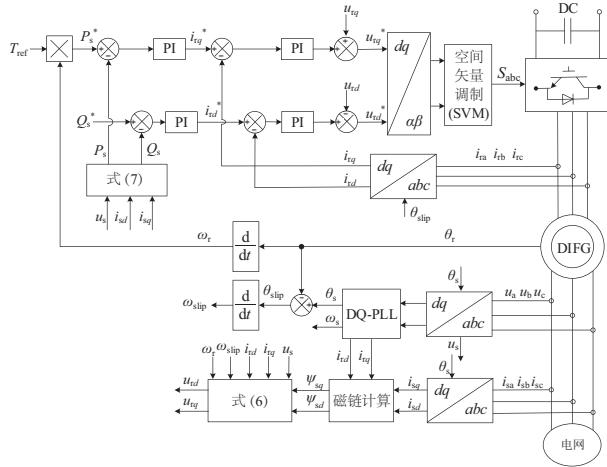 DC
u_rq
T_ref
P_s*
PI
i_rq*
PI
u_rq*
dq
αβ
空间
矢量
调制
(SVM)
S_abc
u_rd
Q_s*
PI
i_rd*
PI
u_rd*
P_s
Q_s
式 (7)
u_s i_sd i_sq
i_rq
i_rd
dq
abc
i_ra i_rb i_rc
θ_slip
ω_r
d
dt
θ_r
DIFG
ω_slip
d
dt
θ_slip
θ_s
ω_s
DQ-PLL
θ_s
dq
abc
u_a u_b u_c
u_s
θ_s
i_rd i_rq
ω_r ω_slip i_rd i_rq u_s
u_rd
u_rq
式 (6)
ψ_sq
ψ_sd
磁链计算
i_sq
i_sd
dq
abc
i_sa i_sb i_sc
电网